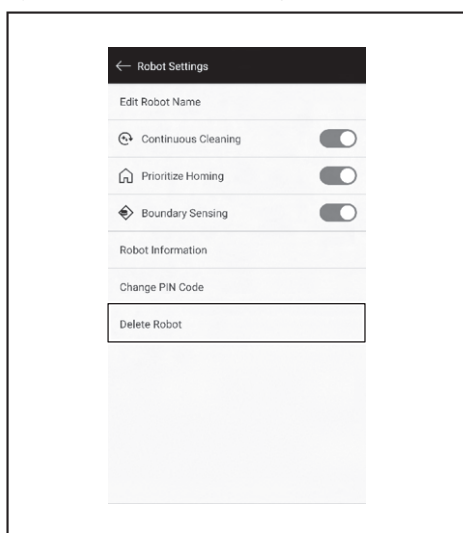 Robot Settings
Edit Robot Name
Continuous Cleaning
Prioritize Homing
Boundary Sensing
Robot Information
Change PIN Code
Delete Robot